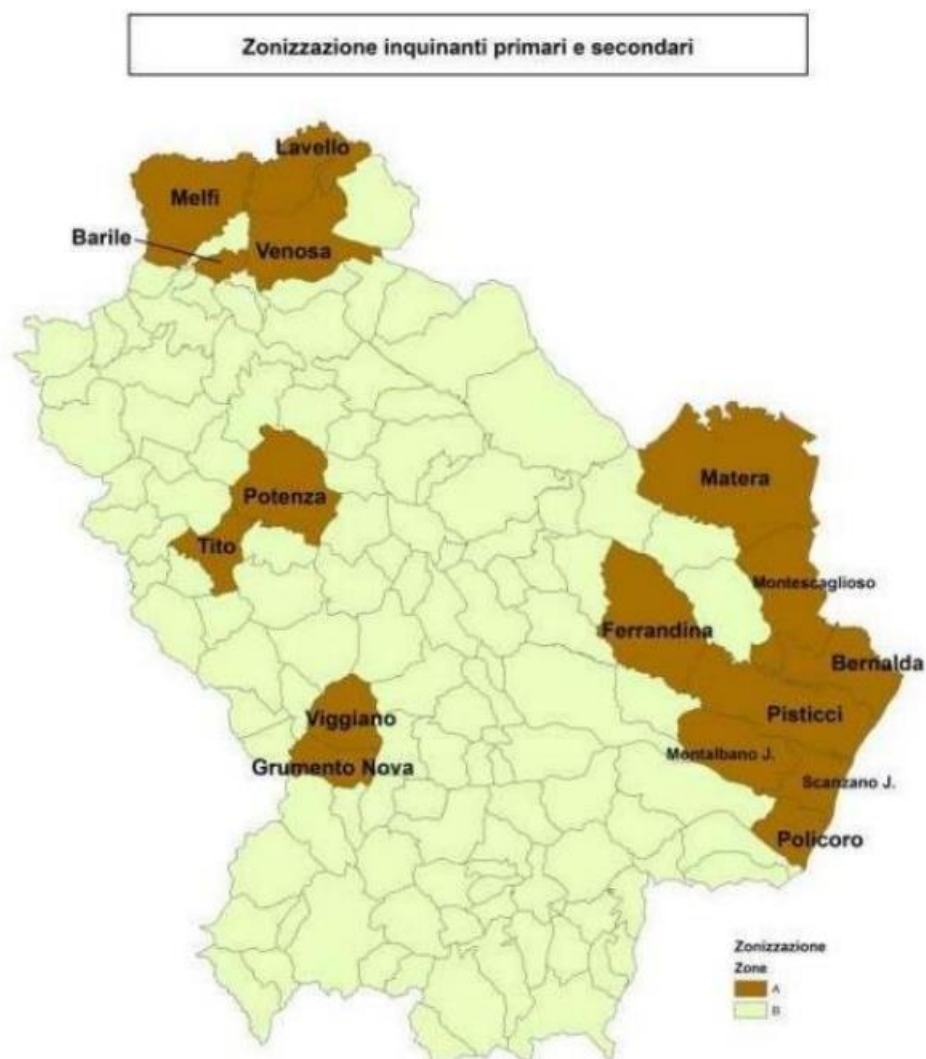 Zonizzazione inquinanti primari e secondari
Lavello
Melfi
Barile
Venosa
Matera
Potenza
Tito
Montescaglioso
Ferrandina
Bernalda
Viggiano
Pisticci
Montalbano J.
Grumento Nova
Scanzano J.
Policoro
Zonizzazione
Zone
A
B